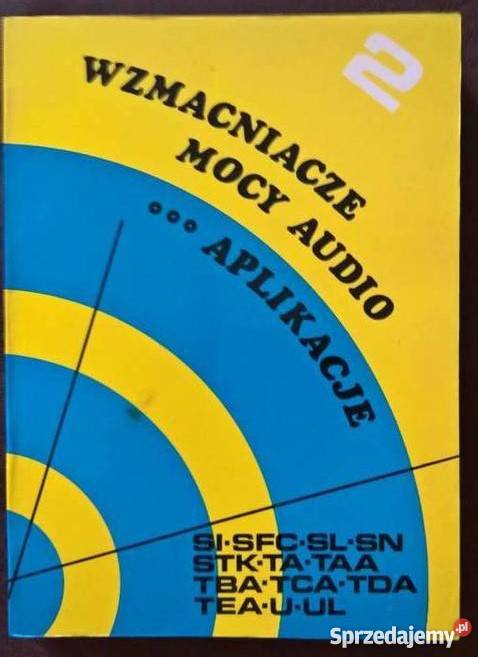 2
WZMACNIACZE
MOCY AUDIO
... APLIKACJE
SI·SFC·SL·SN
STK·TA·TAA
TBA·TCA·TDA
TEA·U·UL
Sprzedajemy.pl